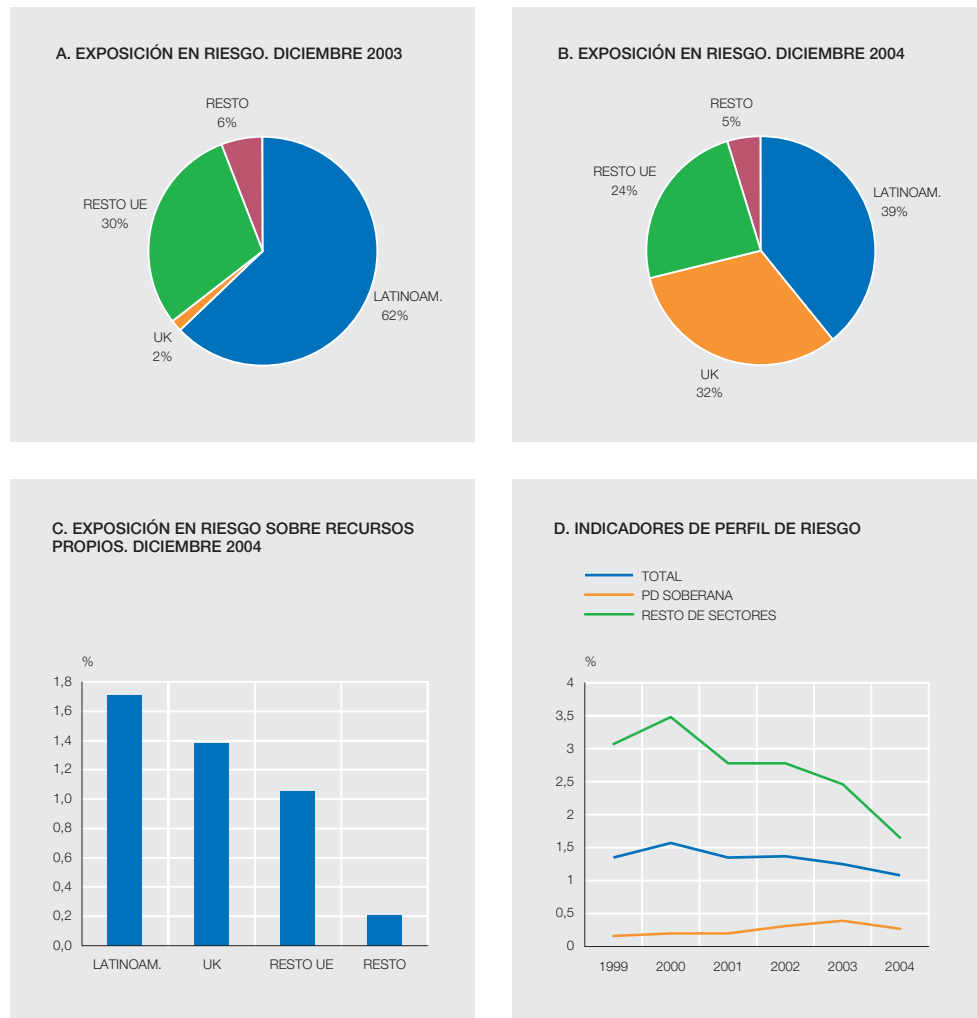 A. EXPOSICIÓN EN RIESGO. DICIEMBRE 2003
RESTO
6%
RESTO UE
30%
LATINOAM.
62%
UK
2%
B. EXPOSICIÓN EN RIESGO. DICIEMBRE 2004
RESTO
5%
RESTO UE
24%
LATINOAM.
39%
UK
32%
C. EXPOSICIÓN EN RIESGO SOBRE RECURSOS
PROPIOS. DICIEMBRE 2004
%
1,8
1,6
1,4
1,2
1,0
0,8
0,6
0,4
0,2
0,0
LATINOAM. UK RESTO UE RESTO
D. INDICADORES DE PERFIL DE RIESGO
TOTAL
PD SOBERANA
RESTO DE SECTORES
%
4
3,5
3
2,5
2
1,5
1
0,5
0
1999 2000 2001 2002 2003 2004